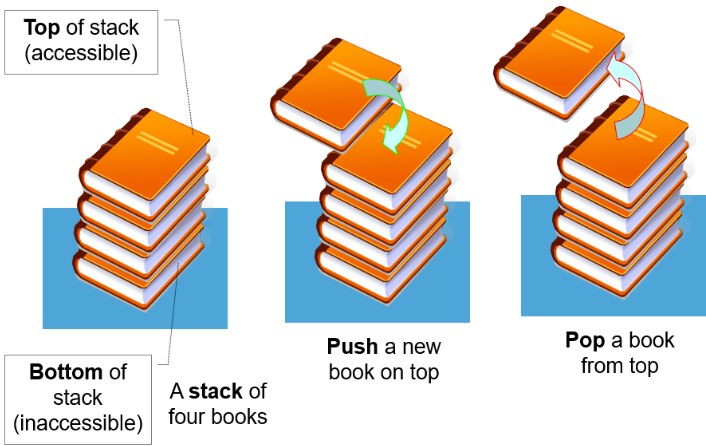 Top of stack
(accessible)
Bottom of
stack
(inaccessible)
A stack of
four books
Push a new
book on top
Pop a book
from top